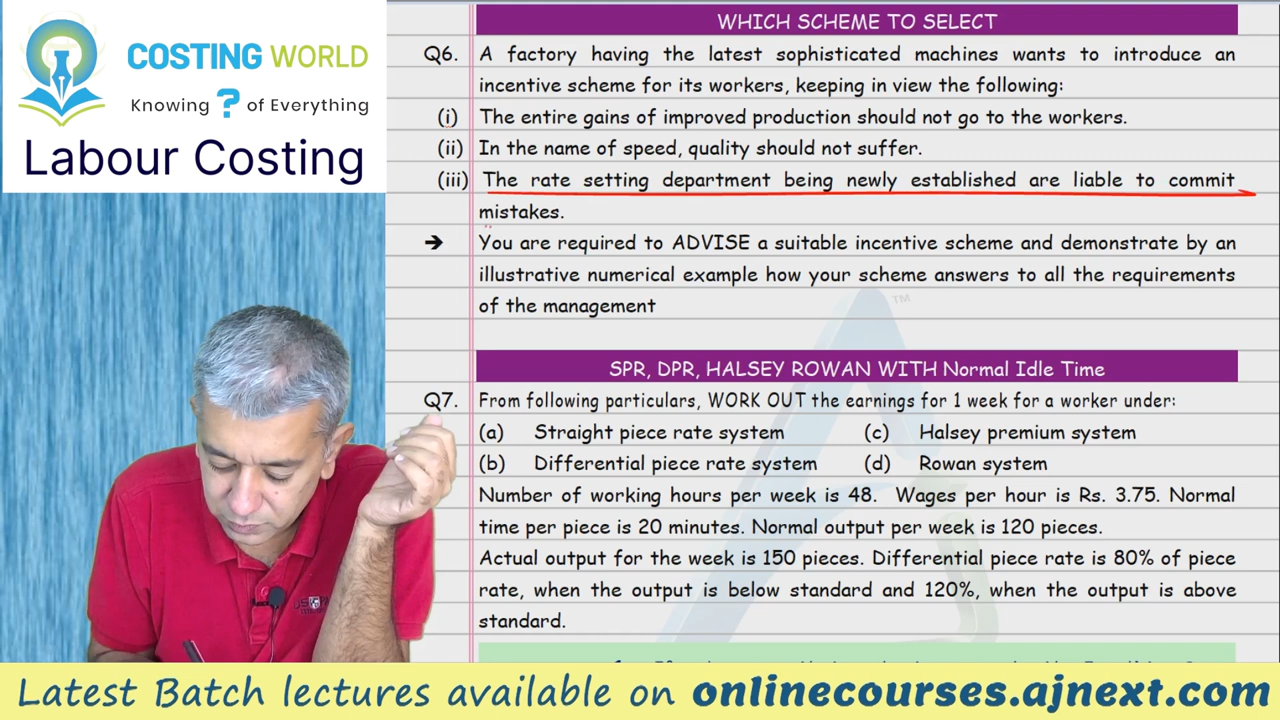 COSTING WORLD
Knowing ? of Everything
Labour Costing
WHICH SCHEME TO SELECT
Q6. A factory having the latest sophisticated machines wants to introduce an
incentive scheme for its workers, keeping in view the following:
(i) The entire gains of improved production should not go to the workers.
(ii) In the name of speed, quality should not suffer.
(iii) The rate setting department being newly established are liable to commit
mistakes.
➔ You are required to ADVISE a suitable incentive scheme and demonstrate by an
illustrative numerical example how your scheme answers to all the requirements
of the management
TM
SPR, DPR, HALSEY ROWAN WITH Normal Idle Time
Q7. From following particulars, WORK OUT the earnings for 1 week for a worker under:
(a) Straight piece rate system (c) Halsey premium system
(b) Differential piece rate system (d) Rowan system
Number of working hours per week is 48. Wages per hour is Rs. 3.75. Normal
time per piece is 20 minutes. Normal output per week is 120 pieces.
Actual output for the week is 150 pieces. Differential piece rate is 80% of piece
rate, when the output is below standard and 120%, when the output is above
standard.
Latest Batch lectures available on onlinecourses.ajnext.com